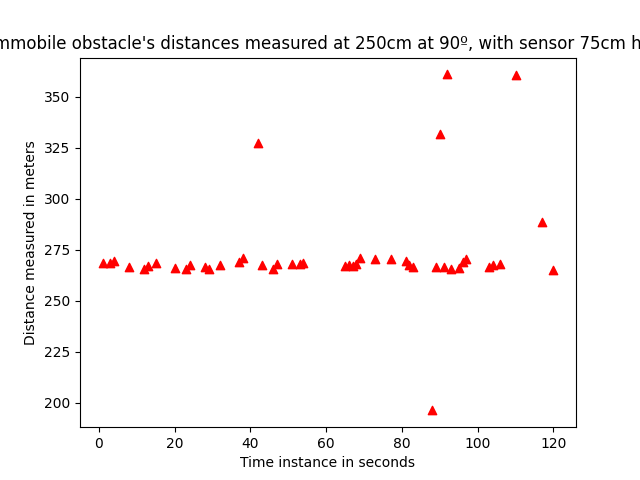 mmobile obstacle's distances measured at 250cm at 90º, with sensor 75cm h
350
325
300
275
250
225
200
Distance measured in meters
0 20 40 60 80 100 120
Time instance in seconds